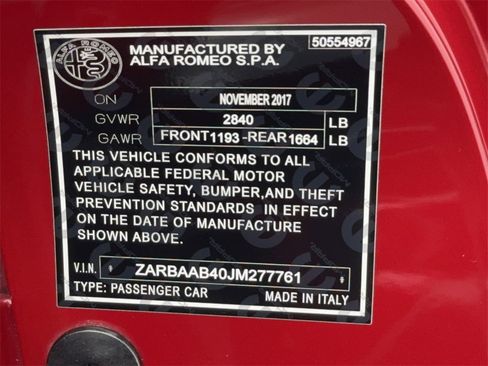 ALFA ROMEO
MANUFACTURED BY
ALFA ROMEO S.P.A.
50554967
ON NOVEMBER 2017
GVWR 2840 LB
GAWR FRONT1193-REAR1664 LB
THIS VEHICLE CONFORMS TO ALL
APPLICABLE FEDERAL MOTOR
VEHICLE SAFETY, BUMPER,AND THEFT
PREVENTION STANDARDS IN EFFECT
ON THE DATE OF MANUFACTURE
SHOWN ABOVE.
V.I.N. ZARBAAB40JM277761
TYPE: PASSENGER CAR MADE IN ITALY